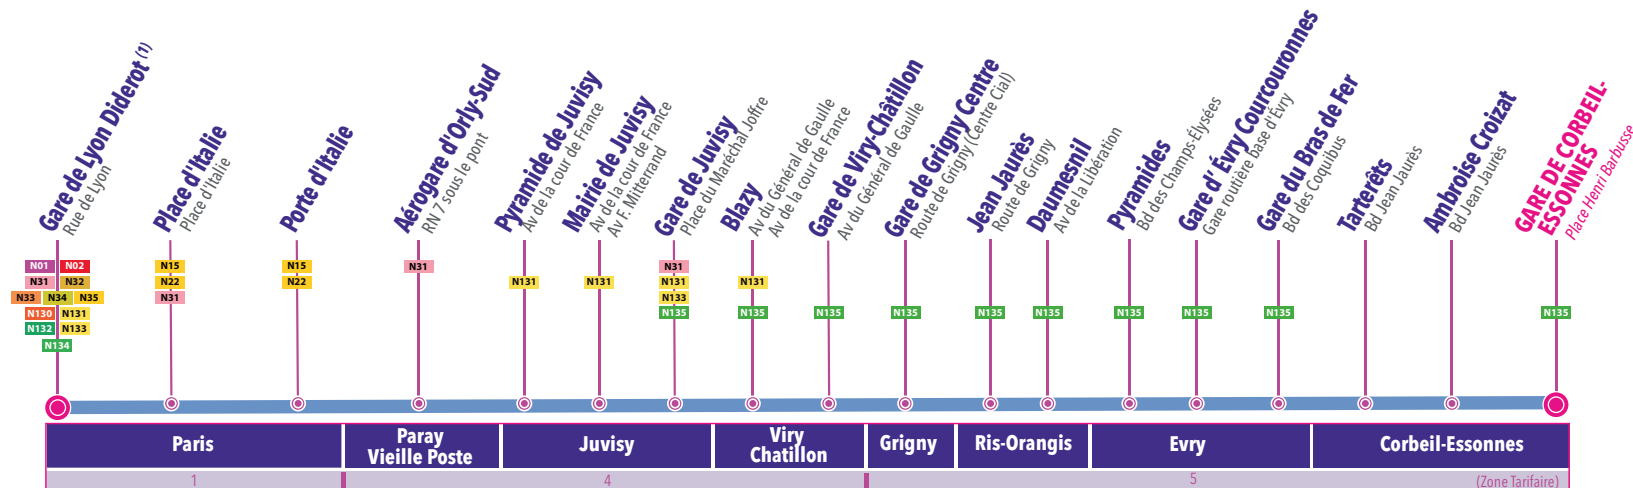 Gare de Lyon Diderot (1)
Rue de Lyon
Place d'Italie
Place d'Italie
Porte d'Italie
Aérogare d'Orly-Sud
RN 7 sous le pont
Pyramide de Juvisy
Av de la cour de France
Mairie de Juvisy
Av de la cour de France
Av F. Mitterrand
Gare de Juvisy
Place du Maréchal Joffre
Blazy
Av du Général de Gaulle
Av de la cour de France
Gare de Viry-Châtillon
Av du Général de Gaulle
Gare de Grigny Centre
Route de Grigny (Centre Cial)
Jean Jaurès
Route de Grigny
Daumesnil
Av de la Libération
Pyramides
Bd des Champs-Élysées
Gare d' Évry Courcouronnes
Gare routière base d'Évry
Gare du Bras de Fer
Bd des Coquibus
Tarterêts
Bd Jean Jaurès
Ambroise Croizat
Bd Jean Jaurès
GARE DE CORBEIL-
ESSONNES
Place Henri Barbusse
N01 N02
N31 N32
N33 N34 N35
N130 N131
N132 N133
N134
N15
N22
N31
N15
N22
N31
N131
N131
N31
N131
N133
N135
N131
N135
N135
N135
N135
N135
N135
N135
N135
N135
Paris
Paray
Vieille Poste
Juvisy
Viry
Chatillon
Grigny
Ris-Orangis
Evry
Corbeil-Essonnes
1
4
5
(Zone Tarifaire)